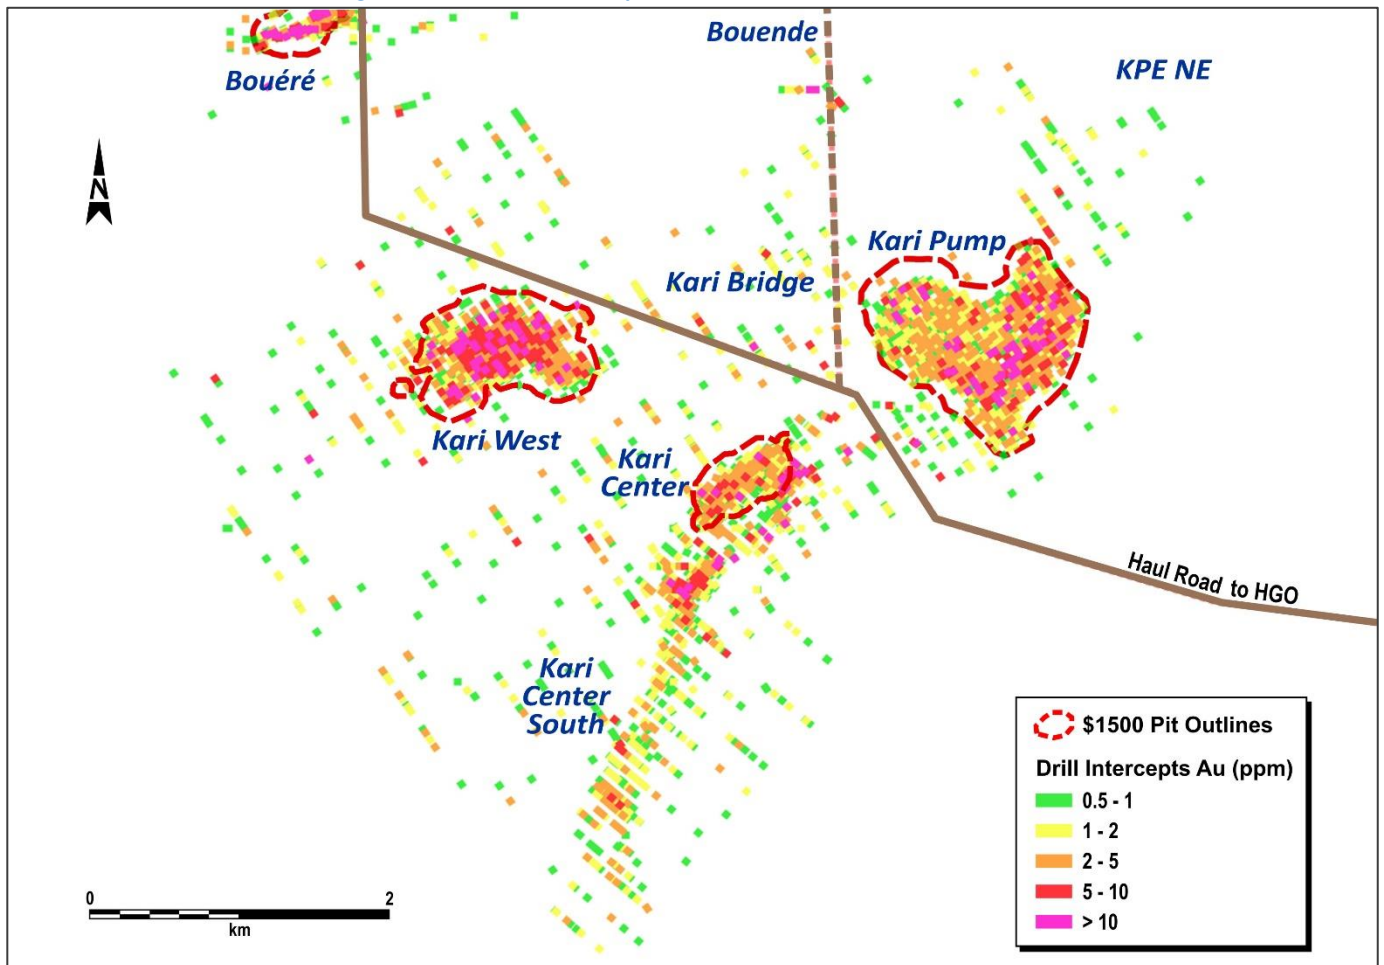 Bouende
KPE NE
Bouéré
N
Kari Pump
Kari Bridge
Kari West
Kari
Center
Haul Road to HGO
Kari
Center
South
$1500 Pit Outlines
Drill Intercepts Au (ppm)
0.5 - 1
1 - 2
2 - 5
5 - 10
> 10
0 2
km